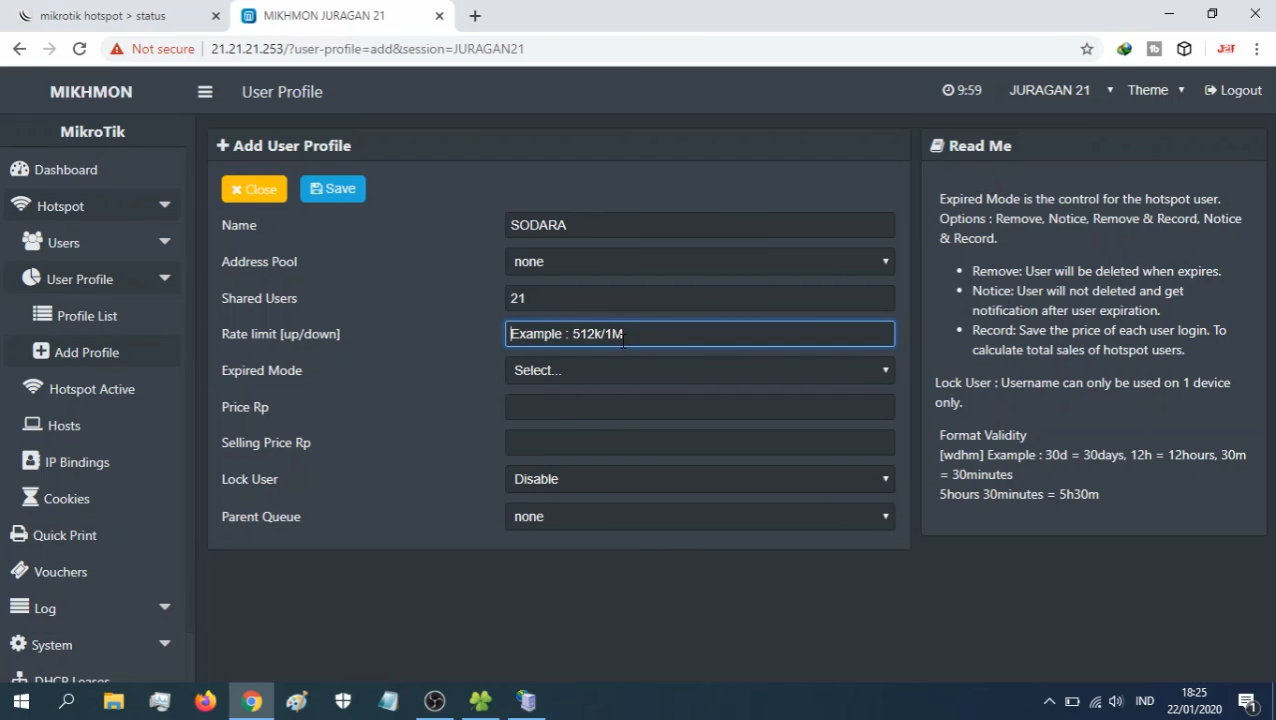 mikrotik hotspot > status
MIKHMON JURAGAN 21
Not secure
21.21.21.253/?user-profile=add&session=JURAGAN21
MIKHMON
User Profile
9:59
JURAGAN 21
Theme
Logout
MikroTik
Dashboard
Hotspot
Users
User Profile
Profile List
Add Profile
Hotspot Active
Hosts
IP Bindings
Cookies
Quick Print
Vouchers
Log
System
DHCP Leases
Add User Profile
Close
Save
Name
SODARA
Address Pool
none
Shared Users
21
Rate limit [up/down]
Example : 512k/1M
Expired Mode
Select...
Price Rp
Selling Price Rp
Lock User
Disable
Parent Queue
none
Read Me
Expired Mode is the control for the hotspot user.
Options : Remove, Notice, Remove & Record, Notice
& Record.
Remove: User will be deleted when expires.
Notice: User will not deleted and get
notification after user expiration.
Record: Save the price of each user login. To
calculate total sales of hotspot users.
Lock User : Username can only be used on 1 device
only.
Format Validity
[wdhm] Example : 30d = 30days, 12h = 12hours, 30m
= 30minutes
5hours 30minutes = 5h30m
IND
18:25
22/01/2020